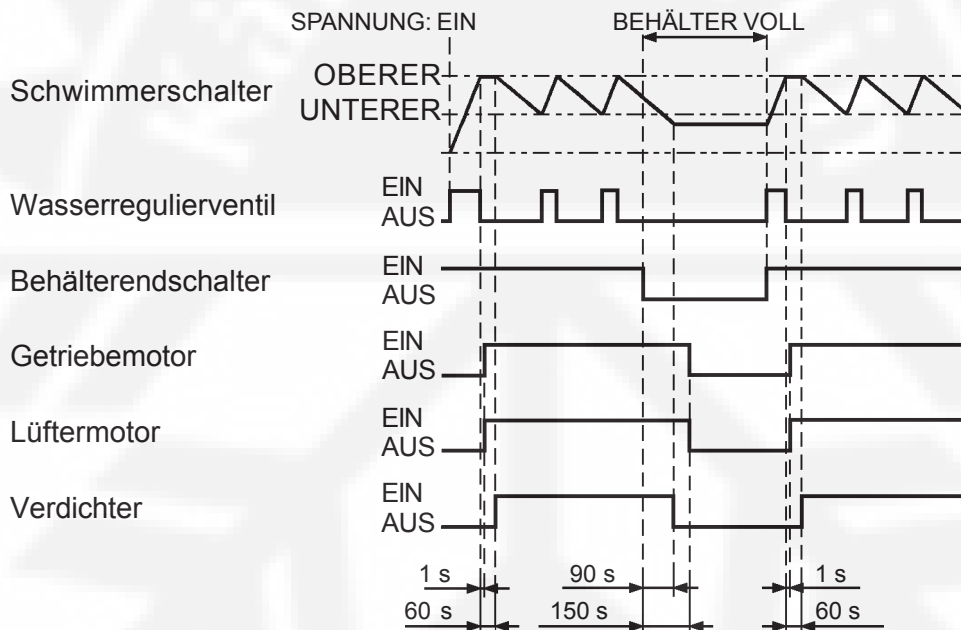 SPANNUNG: EIN
BEHÄLTER VOLL
Schwimmerschalter
OBERER
UNTERER
Wasserregulierventil
EIN
AUS
Behälterendschalter
EIN
AUS
Getriebemotor
EIN
AUS
Lüftermotor
EIN
AUS
Verdichter
EIN
AUS
1 s
90 s
1 s
60 s
150 s
60 s